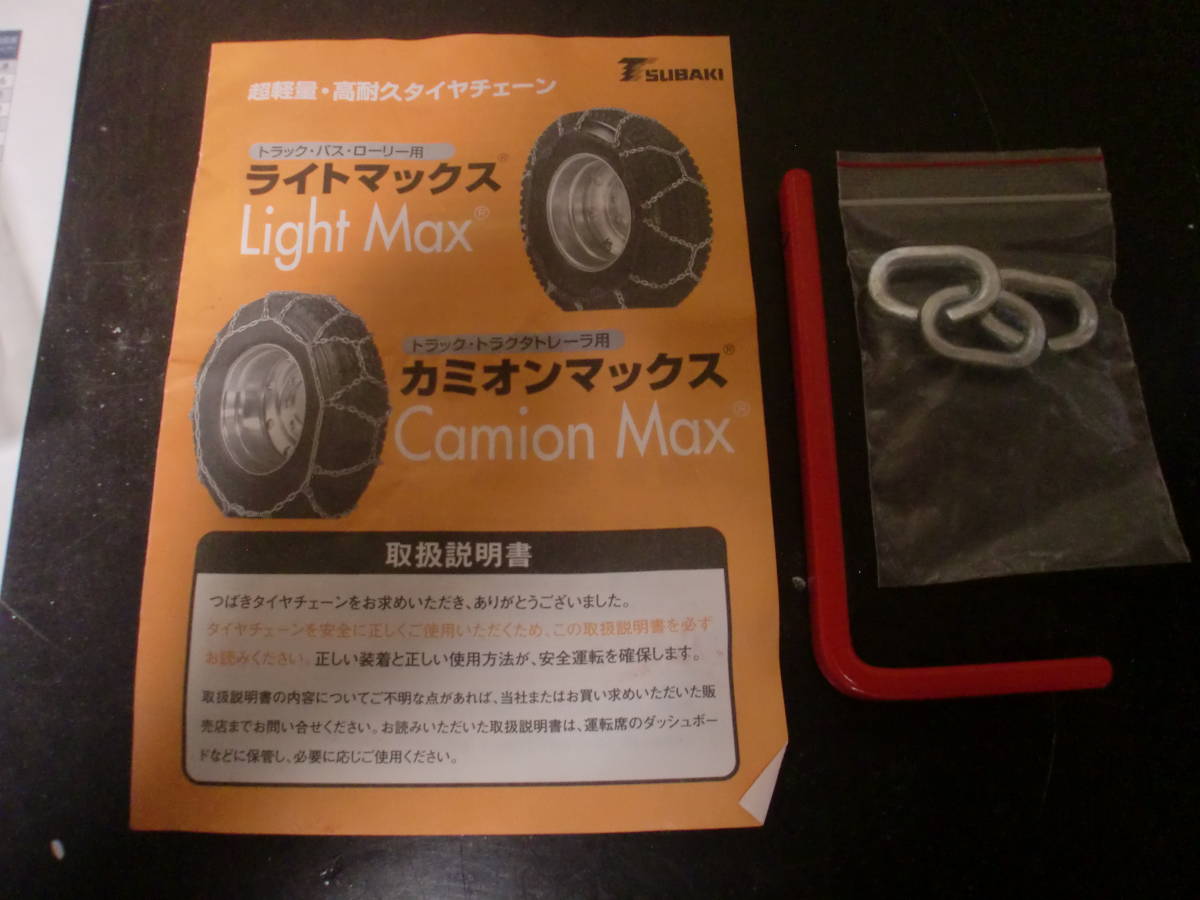 TSUBAKI
超軽量・高耐久タイヤチェーン
トラック・バス・ローリー用
ライトマックス®
Light Max®
トラック・トラクタトレーラ用
カミオンマックス®
Camion Max®
取扱説明書
つばきタイヤチェーンをお求めいただき、ありがとうございました。
タイヤチェーンを安全に正しくご使用いただくため、この取扱説明書を必ず
お読みください。正しい装着と正しい使用方法が、安全運転を確保します。
取扱説明書の内容についてご不明な点があれば、当社またはお買い求めいただいた販
売店までお問い合せください。お読みいただいた取扱説明書は、運転席のダッシュボー
ドなどに保管し、必要に応じご使用ください。